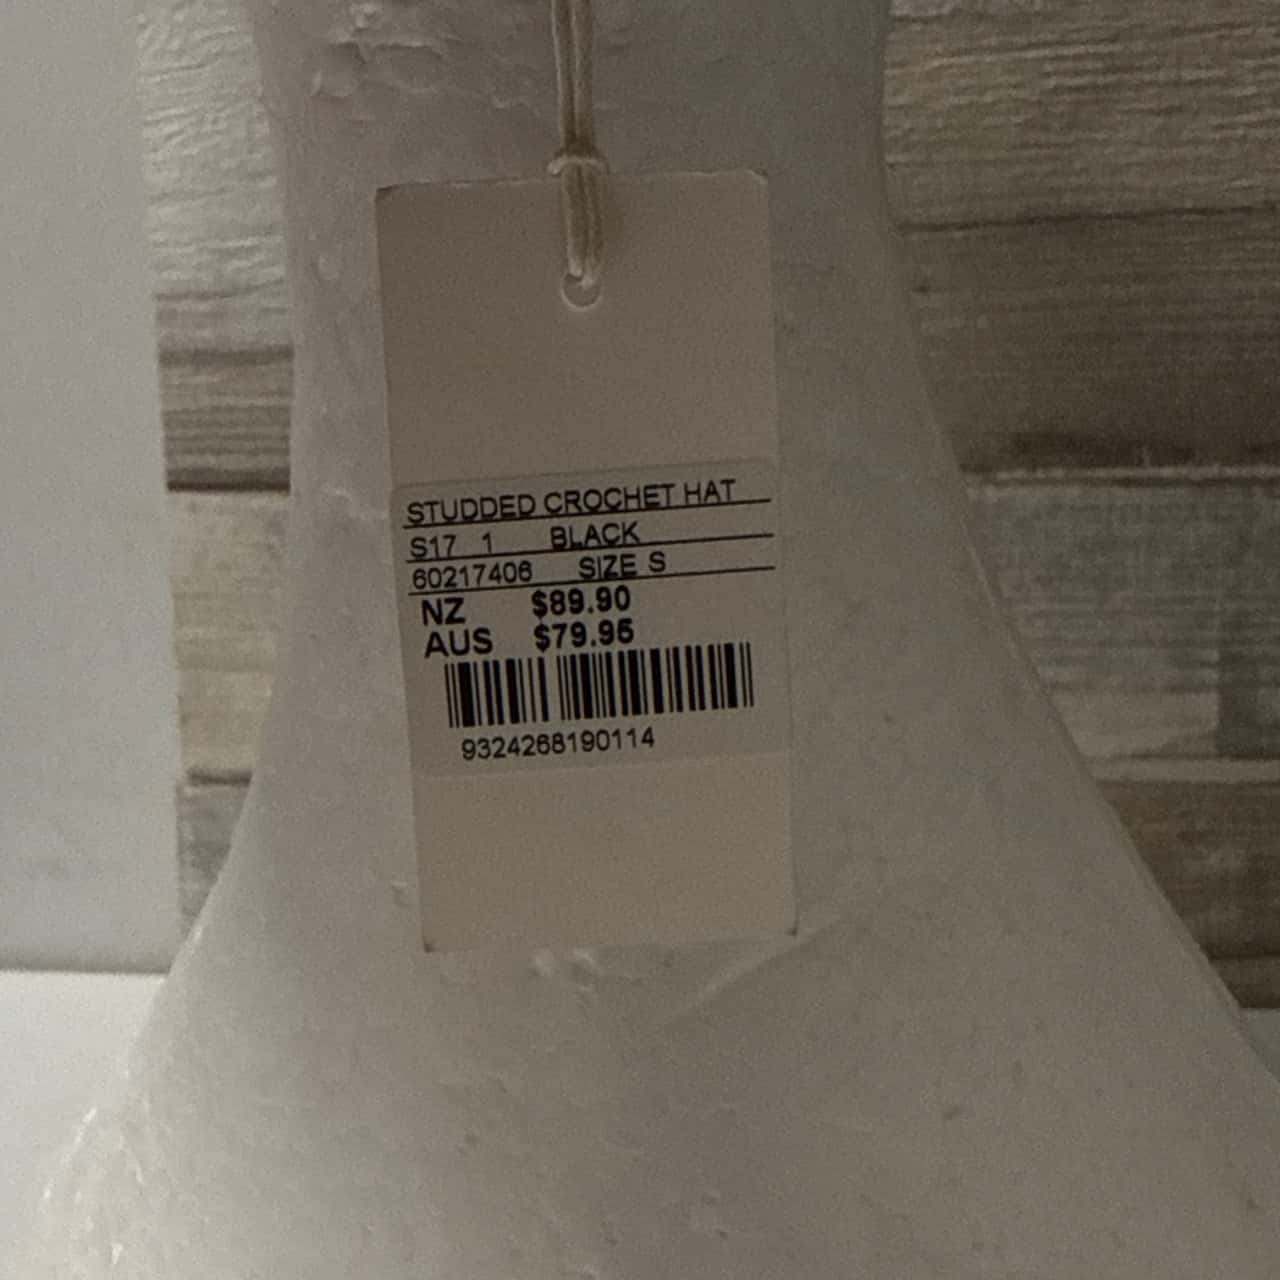 STUDDED CROCHET HAT
S17 1 BLACK
60217406 SIZE S
NZ $89.90
AUS $79.95
9324268190114